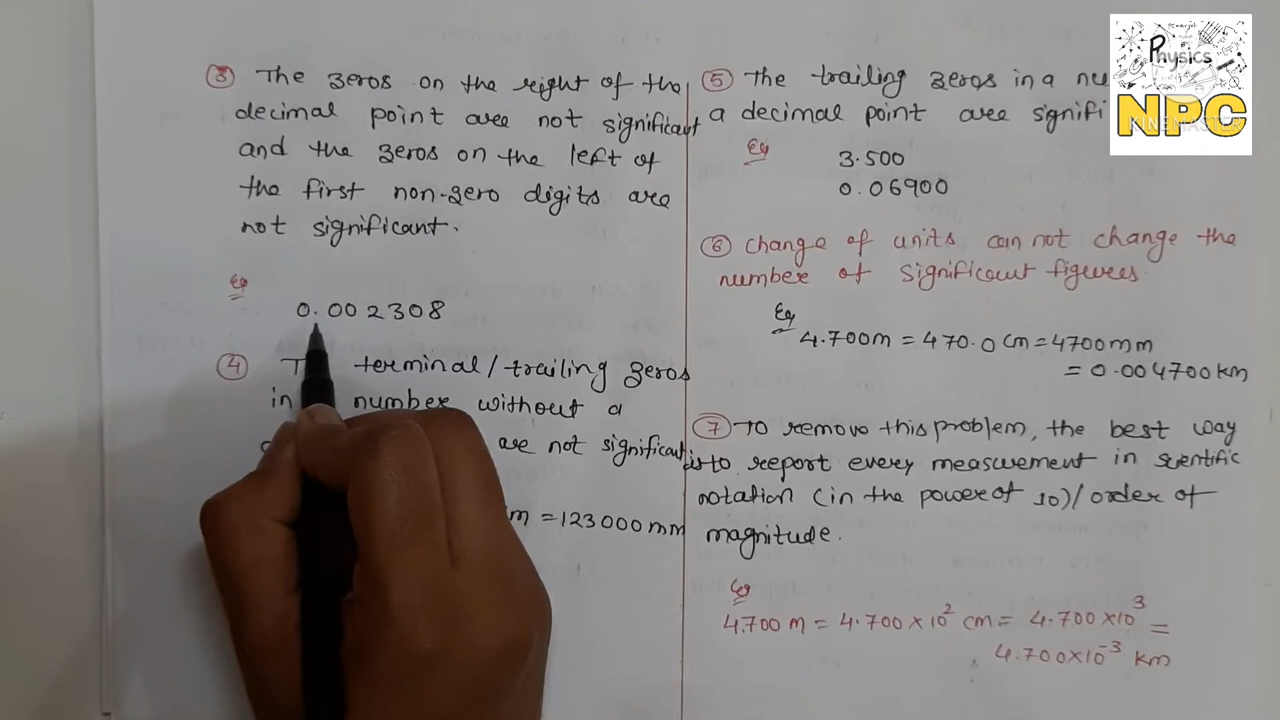 ③ The zeros on the right of the
decimal point are not significant
and the zeros on the left of
the first non-zero digits are
not significant.
Eg
0.002308
④ terminal/trailing zeros
in number without a
are not significant
m = 123000 mm
⑤ The trailing zeros in a
a decimal point are
Eg
3.500
0.06900
⑥ change of units can not change the
number of significant figures.
Eg
4.700m = 470.0 cm = 4700mm
= 0.004700 km
⑦ To remove this problem, the best way
is to report every measurement in scientific
notation (in the power of 10)/order of
magnitude.
Eg
4.700 m = 4.700 × 10² cm = 4.700 × 10³ =
4.700×10⁻³ km
Physics
NPC